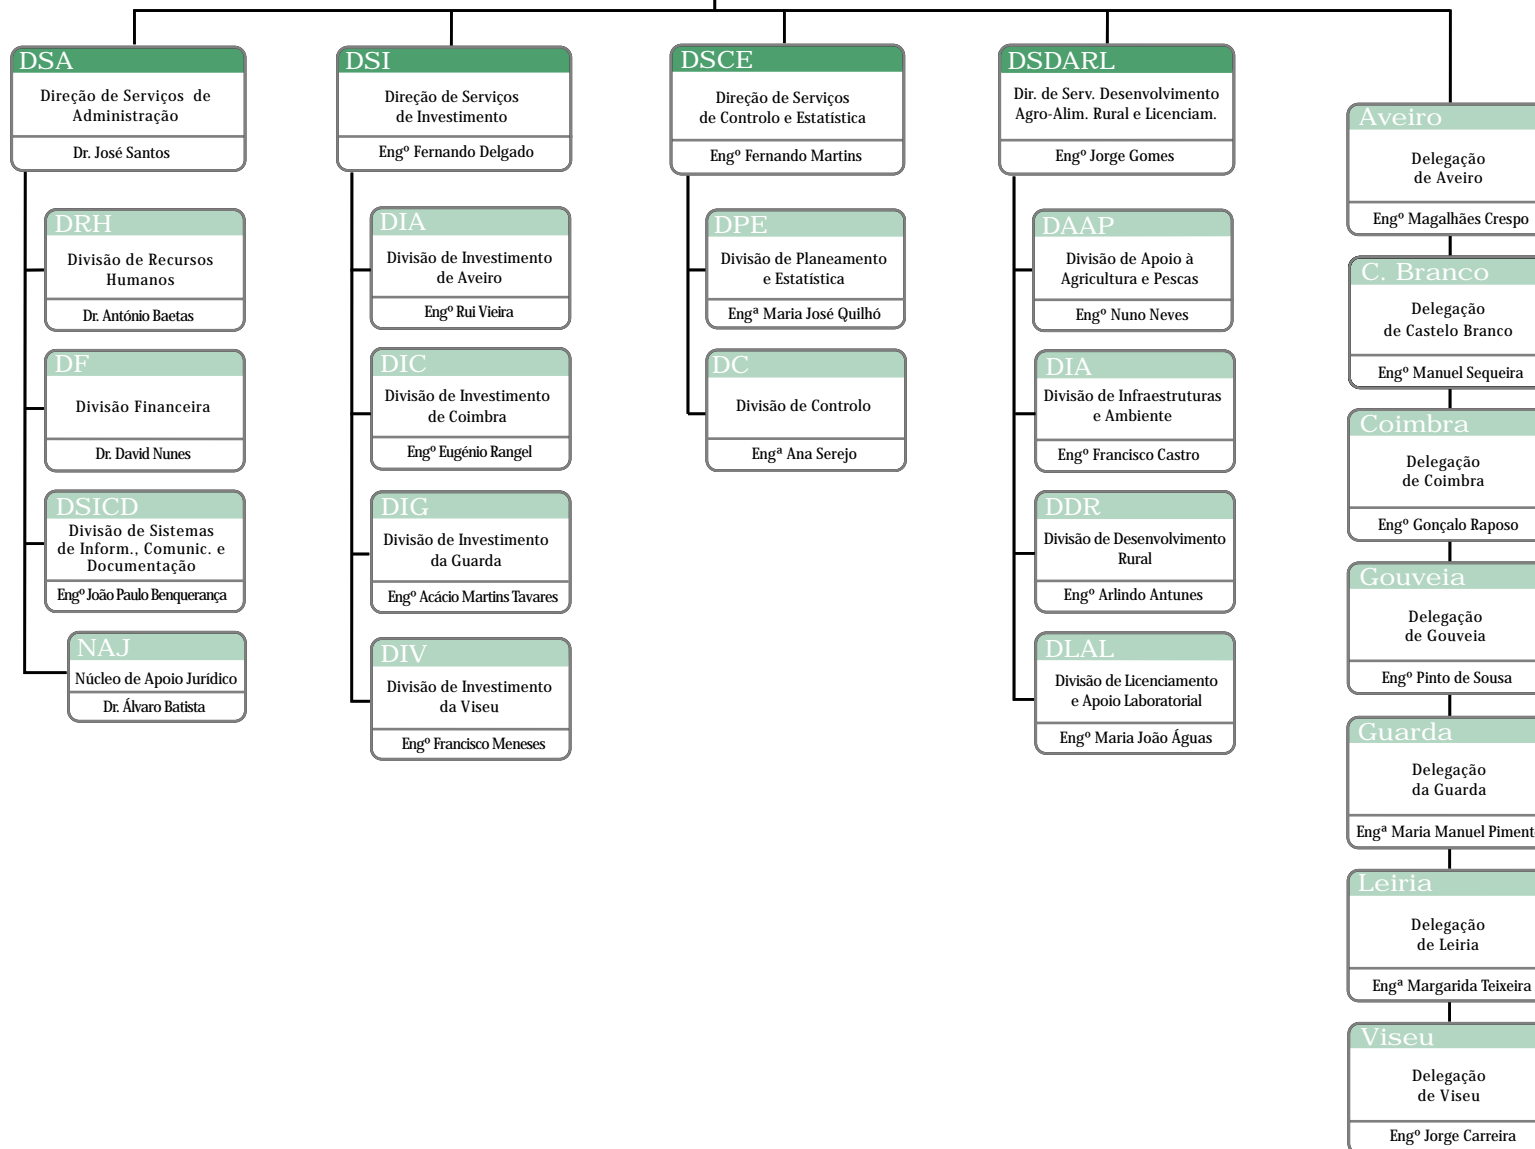 DSA
Direção de Serviços de
Administração
Dr. José Santos
DRH
Divisão de Recursos
Humanos
Dr. António Baetas
DF
Divisão Financeira
Dr. David Nunes
DSICD
Divisão de Sistemas
de Inform., Comunic. e
Documentação
Engº João Paulo Benquerança
NAJ
Núcleo de Apoio Jurídico
Dr. Álvaro Batista
DSI
Direção de Serviços
de Investimento
Engº Fernando Delgado
DIA
Divisão de Investimento
de Aveiro
Engº Rui Vieira
DIC
Divisão de Investimento
de Coimbra
Engº Eugénio Rangel
DIG
Divisão de Investimento
da Guarda
Engº Acácio Martins Tavares
DIV
Divisão de Investimento
da Viseu
Engº Francisco Meneses
DSCE
Direção de Serviços
de Controlo e Estatística
Engº Fernando Martins
DPE
Divisão de Planeamento
e Estatística
Engª Maria José Quilhó
DC
Divisão de Controlo
Engª Ana Serejo
DSDARL
Dir. de Serv. Desenvolvimento
Agro-Alim. Rural e Licenciam.
Engº Jorge Gomes
DAAP
Divisão de Apoio à
Agricultura e Pescas
Engº Nuno Neves
DIA
Divisão de Infraestruturas
e Ambiente
Engº Francisco Castro
DDR
Divisão de Desenvolvimento
Rural
Engº Arlindo Antunes
DLAL
Divisão de Licenciamento
e Apoio Laboratorial
Engº Maria João Águas
Aveiro
Delegação
de Aveiro
Engº Magalhães Crespo
C. Branco
Delegação
de Castelo Branco
Engº Manuel Sequeira
Coimbra
Delegação
de Coimbra
Engº Gonçalo Raposo
Gouveia
Delegação
de Gouveia
Engº Pinto de Sousa
Guarda
Delegação
da Guarda
Engª Maria Manuel
Leiria
Delegação
de Leiria
Engª Margarida Teixeira
Viseu
Delegação
de Viseu
Engº Jorge Carreira